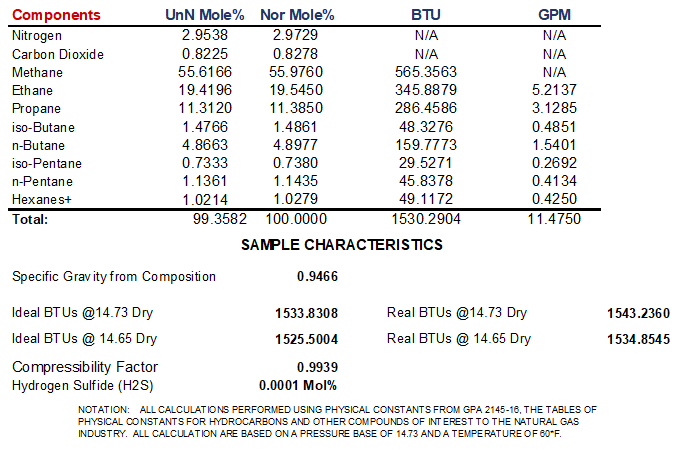 Components UnN Mole% Nor Mole% BTU GPM
Nitrogen 2.9538 2.9729 N/A N/A
Carbon Dioxide 0.8225 0.8278 N/A N/A
Methane 55.6166 55.9760 565.3563 N/A
Ethane 19.4196 19.5450 345.8879 5.2137
Propane 11.3120 11.3850 286.4586 3.1285
iso-Butane 1.4766 1.4861 48.3276 0.4851
n-Butane 4.8663 4.8977 159.7773 1.5401
iso-Pentane 0.7333 0.7380 29.5271 0.2692
n-Pentane 1.1361 1.1435 45.8378 0.4134
Hexanes+ 1.0214 1.0279 49.1172 0.4250
Total: 99.3582 100.0000 1530.2904 11.4750
SAMPLE CHARACTERISTICS
Specific Gravity from Composition 0.9466
Ideal BTUs @14.73 Dry 1533.8308 Real BTUs @14.73 Dry 1543.2360
Ideal BTUs @ 14.65 Dry 1525.5004 Real BTUs @ 14.65 Dry 1534.8545
Compressibility Factor 0.9939
Hydrogen Sulfide (H2S) 0.0001 Mol%
NOTATION: ALL CALCULATIONS PERFORMED USING PHYSICAL CONSTANTS FROM GPA 2145-16, THE TABLES OF
PHYSICAL CONSTANTS FOR HYDROCARBONS AND OTHER COMPOUNDS OF INTEREST TO THE NATURAL GAS
INDUSTRY. ALL CALCULATION ARE BASED ON A PRESSURE BASE OF 14.73 AND A TEMPERATURE OF 60*F.